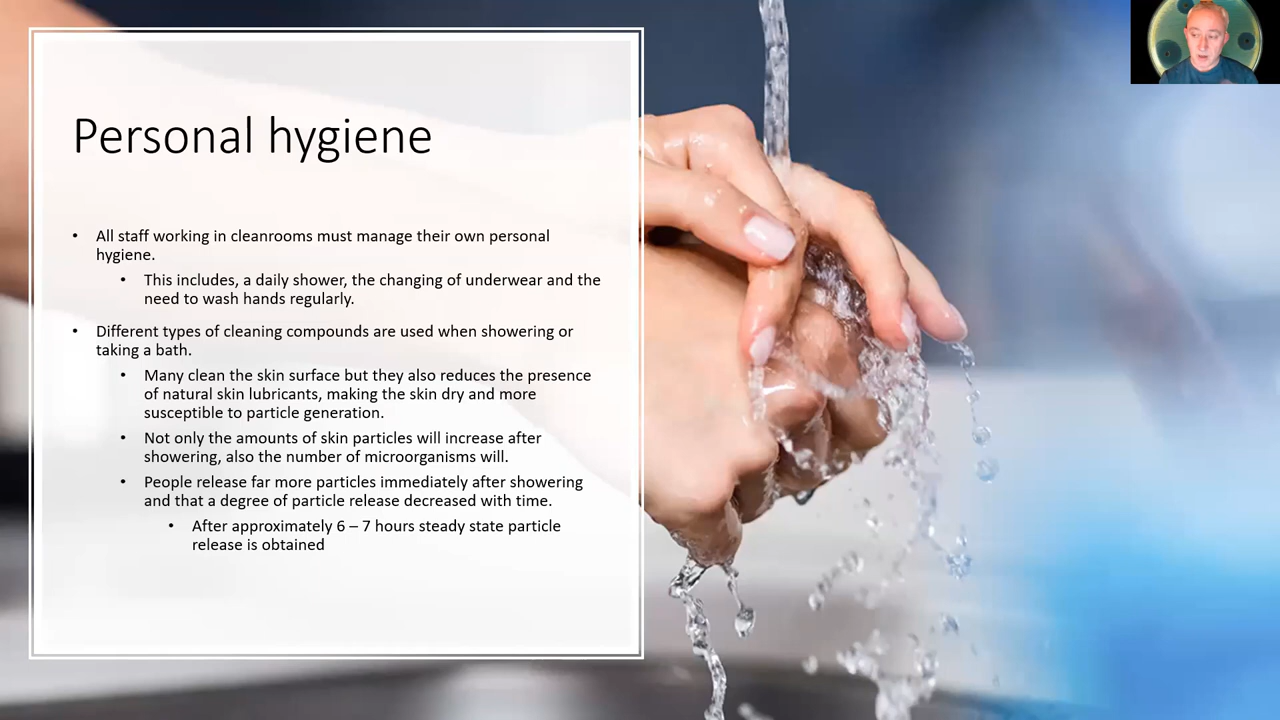 Personal hygiene
• All staff working in cleanrooms must manage their own personal
hygiene.
• This includes, a daily shower, the changing of underwear and the
need to wash hands regularly.
• Different types of cleaning compounds are used when showering or
taking a bath.
• Many clean the skin surface but they also reduces the presence
of natural skin lubricants, making the skin dry and more
susceptible to particle generation.
• Not only the amounts of skin particles will increase after
showering, also the number of microorganisms will.
• People release far more particles immediately after showering
and that a degree of particle release decreased with time.
• After approximately 6 – 7 hours steady state particle
release is obtained